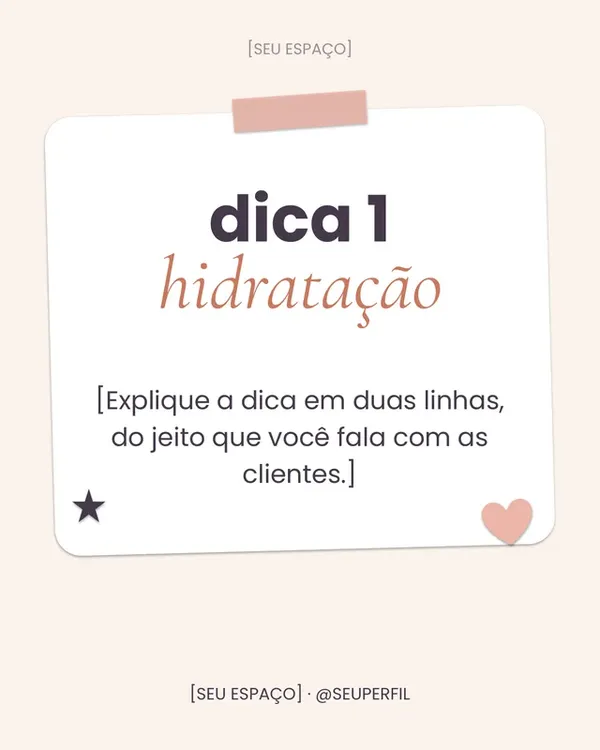 [SEU ESPAÇO]
dica 1
hidratação
[Explique a dica em duas linhas,
do jeito que você fala com as
clientes.]
[SEU ESPAÇO] · @SEUPERFIL